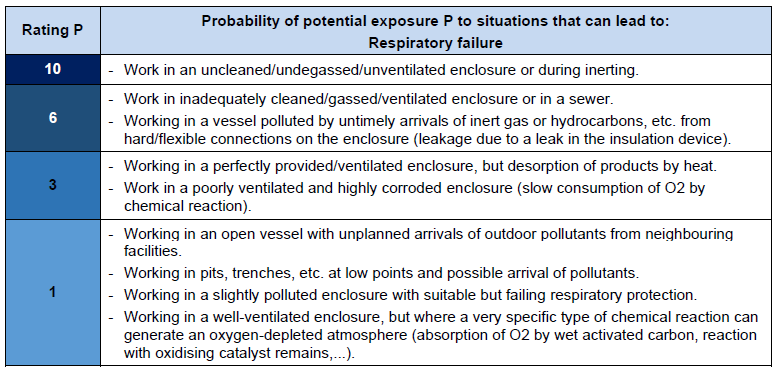 Rating P
Probability of potential exposure P to situations that can lead to:
Respiratory failure
10
- Work in an uncleaned/undegassed/unventilated enclosure or during inerting.
6
- Work in inadequately cleaned/gassed/ventilated enclosure or in a sewer.
- Working in a vessel polluted by untimely arrivals of inert gas or hydrocarbons, etc. from
hard/flexible connections on the enclosure (leakage due to a leak in the insulation device).
3
- Working in a perfectly provided/ventilated enclosure, but desorption of products by heat.
- Work in a poorly ventilated and highly corroded enclosure (slow consumption of O2 by
chemical reaction).
1
- Working in an open vessel with unplanned arrivals of outdoor pollutants from neighbouring
facilities.
- Working in pits, trenches, etc. at low points and possible arrival of pollutants.
- Working in a slightly polluted enclosure with suitable but failing respiratory protection.
- Working in a well-ventilated enclosure, but where a very specific type of chemical reaction can
generate an oxygen-depleted atmosphere (absorption of O2 by wet activated carbon, reaction
with oxidising catalyst remains,...).